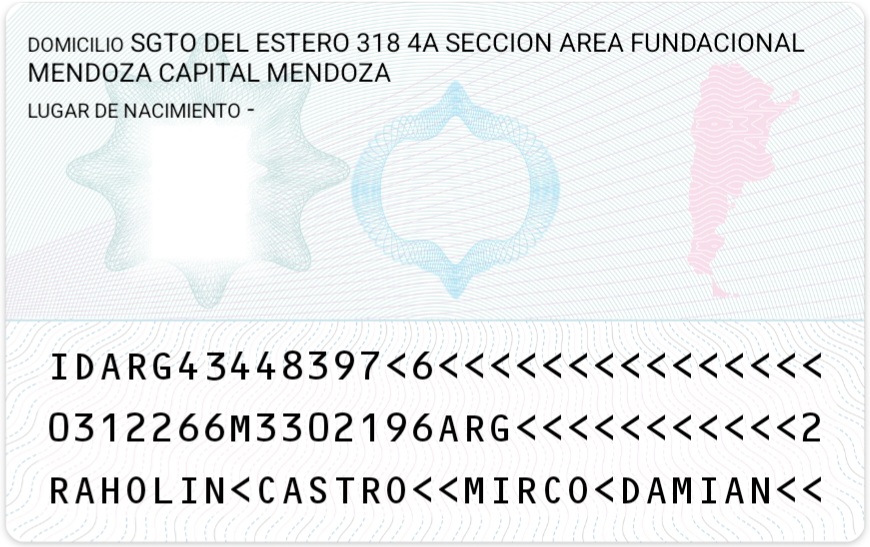 DOMICILIO SGTO DEL ESTERO 318 4A SECCION AREA FUNDACIONAL
MENDOZA CAPITAL MENDOZA
LUGAR DE NACIMIENTO -
IDARG43448397<6<<<<<<<<<<<<<<<
0312266M3302196ARG<<<<<<<<<<<2
RAHOLIN<CASTRO<<MIRCO<DAMIAN<<